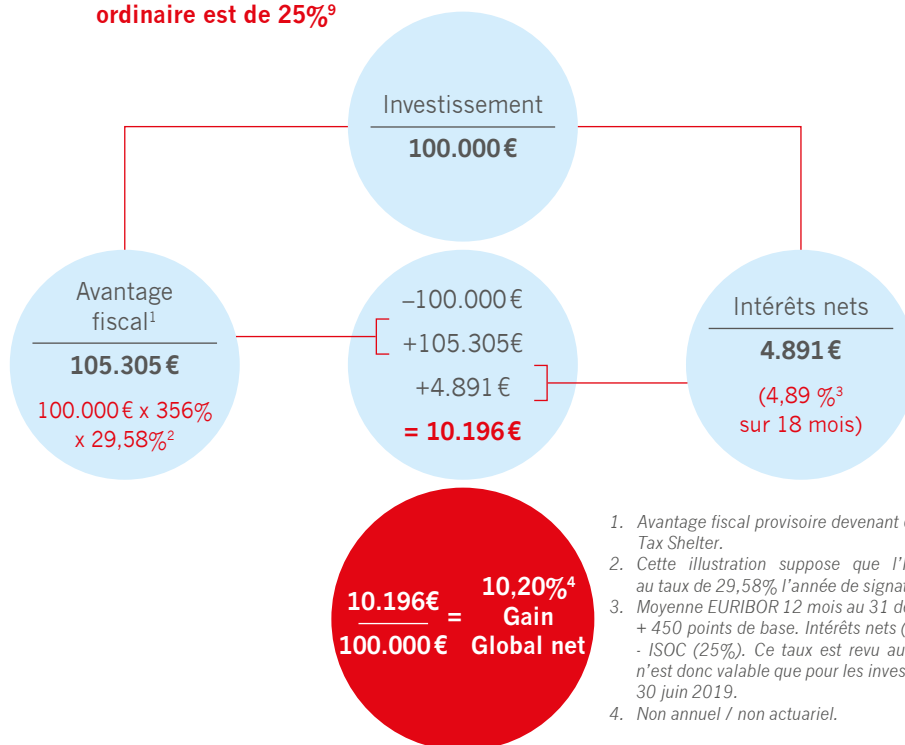 ordinaire est de 25%⁹
Investissement
100.000 €
Avantage
fiscal¹
105.305 €
100.000 € x 356%
x 29,58%²
–100.000 €
+105.305€
+4.891 €
= 10.196 €
Intérêts nets
4.891 €
(4,89 %³
sur 18 mois)
10.196€
100.000 €
=
10,20%⁴
Gain
Global net
1. Avantage fiscal provisoire devenant
Tax Shelter.
2. Cette illustration suppose que
au taux de 29,58% l'année de
3. Moyenne EURIBOR 12 mois au 31
+ 450 points de base. Intérêts nets
- ISOC (25%). Ce taux est revu
n'est donc valable que pour les
30 juin 2019.
4. Non annuel / non actuariel.